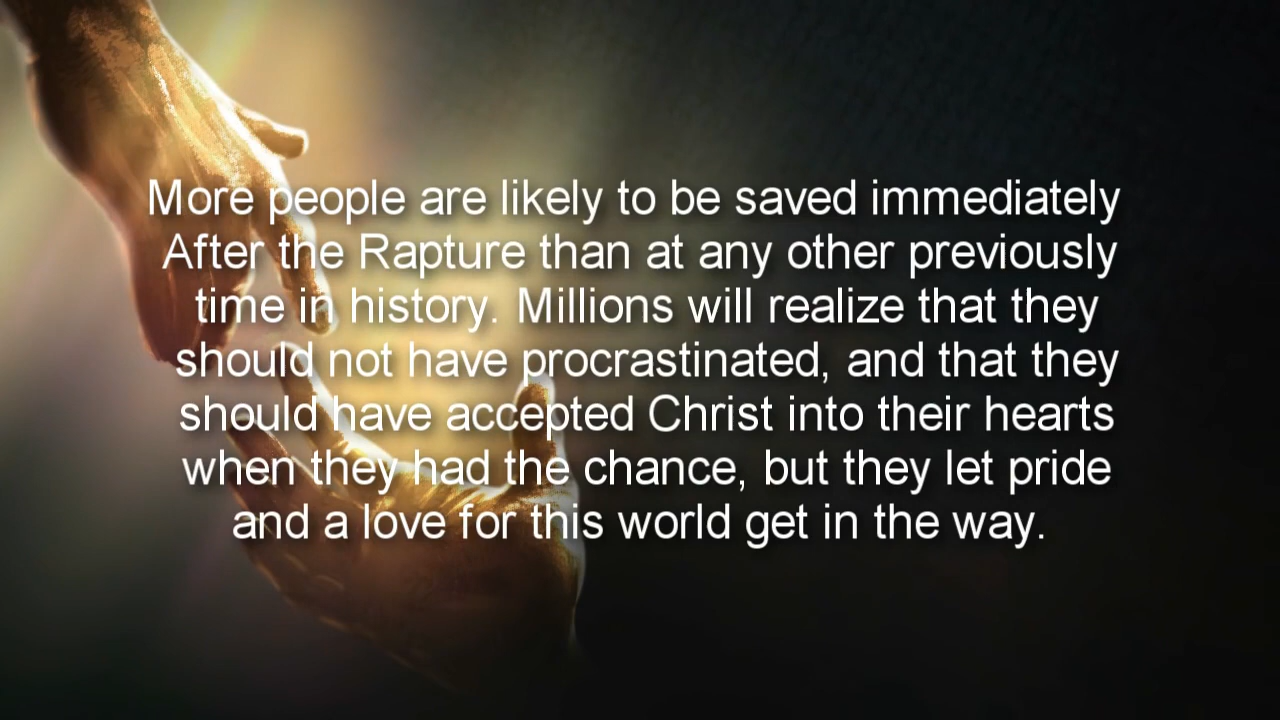 More people are likely to be saved immediately
After the Rapture than at any other previously
time in history. Millions will realize that they
should not have procrastinated, and that they
should have accepted Christ into their hearts
when they had the chance, but they let pride
and a love for this world get in the way.